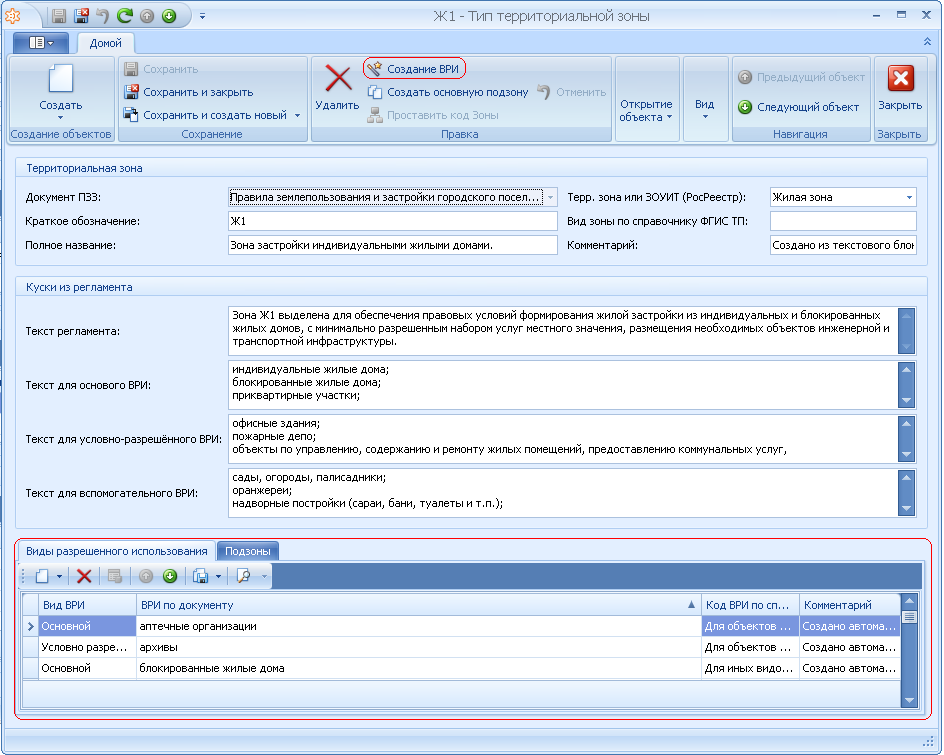 Ж1 - Тип территориальной зоны
Домой
Создать
Создание объектов
Сохранить
Сохранить и закрыть
Сохранить и создать новый
Сохранение
Удалить
Создание ВРИ
Создать основную подзону
Проставить код Зоны
Отменить
Правка
Открытие
объекта
Вид
Предыдущий объект
Следующий объект
Навигация
Закрыть
Закрыть
Территориальная зона
Документ ПЗЗ: Правила землепользования и застройки городского посел... Терр. зона или ЗОУИТ (РосРеестр): Жилая зона
Краткое обозначение: Ж1 Вид зоны по справочнику ФГИС ТП:
Полное название: Зона застройки индивидуальными жилыми домами. Комментарий: Создано из текстового блон
Куски из регламента
Текст регламента:
Зона Ж1 выделена для обеспечения правовых условий формирования жилой застройки из индивидуальных и блокированных
жилых домов, с минимально разрешенным набором услуг местного значения, размещения необходимых объектов инженерной и
транспортной инфраструктуры.
Текст для основого ВРИ:
индивидуальные жилые дома;
блокированные жилые дома;
приквартирные участки;
Текст для условно-разрешённого ВРИ:
офисные здания;
пожарные депо;
объекты по управлению, содержанию и ремонту жилых помещений, предоставлению коммунальных услуг,
Текст для вспомогательного ВРИ:
сады, огороды, палисадники;
оранжереи;
надворные постройки (сараи, бани, туалеты и т.п.);
Виды разрешенного использования Подзоны
Вид ВРИ ВРИ по документу Код ВРИ по сп... Комментарий
Основной аптечные организации Для объектов ... Создано автома...
Условно разре... архивы Для объектов ... Создано автома...
Основной блокированные жилые дома Для иных видо... Создано автома...